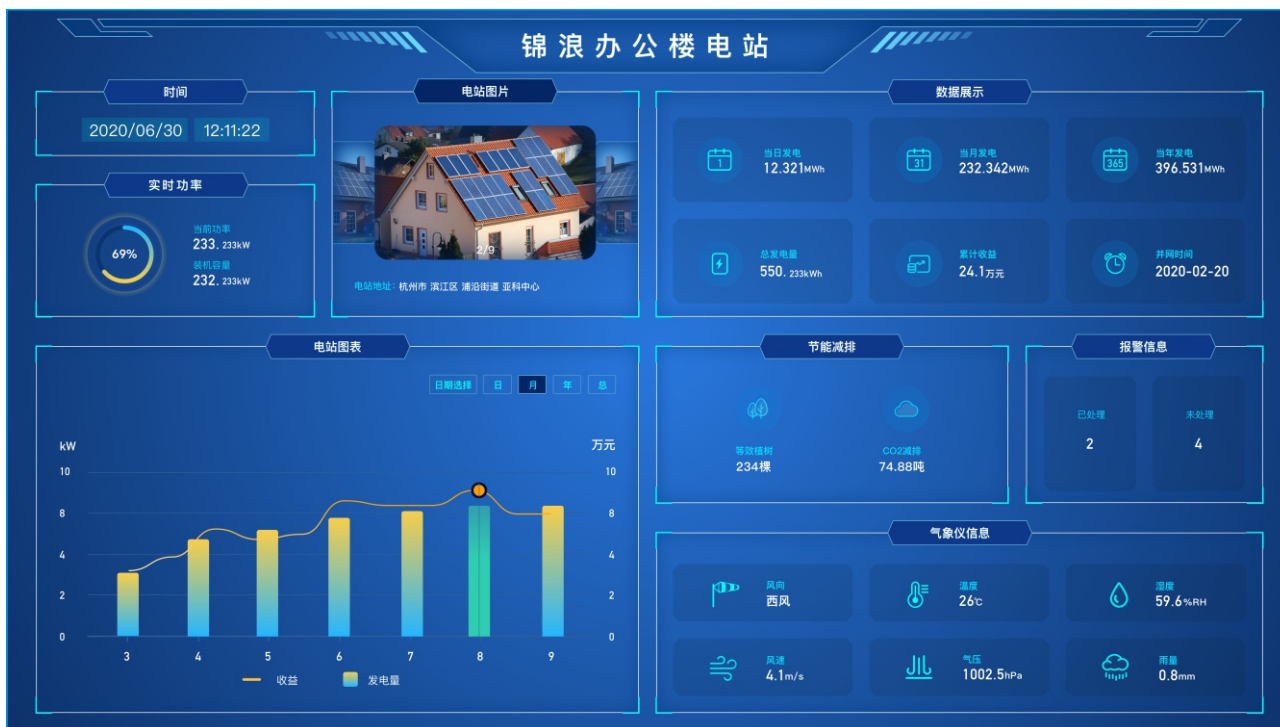 锦浪办公楼电站
时间
2020/06/30 12:11:22
实时功率
69%
当前功率
233. 233kW
装机容量
232. 233kW
电站图片
2/9
电站地址: 杭州市 滨江区 浦沿街道 亚科中心
数据展示
1
当日发电
12.321MWh
31
当月发电
232.342MWh
365
当年发电
396.531MWh
总发电量
550. 233kWh
累计收益
24.1万元
并网时间
2020-02-20
电站图表
日期选择 日 月 年 总
kW 万元
10 10
8 8
4 4
2 2
0 0
3 4 5 6 7 8 9
收益 发电量
节能减排
等效植树
234棵
CO2减排
74.88吨
报警信息
已处理
2
未处理
4
气象仪信息
风向
西风
温度
26℃
湿度
59.6%RH
风速
4.1m/s
气压
1002.5hPa
雨量
0.8mm